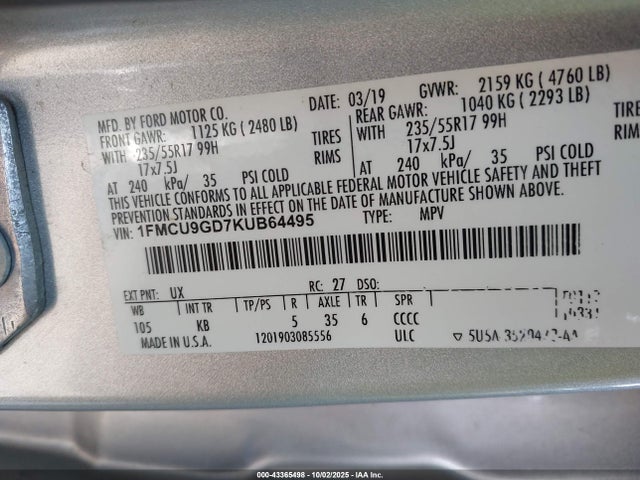 MFD. BY FORD MOTOR CO.
DATE: 03/19 GVWR: 2159 KG ( 4760 LB)
FRONT GAWR: 1125 KG ( 2480 LB) REAR GAWR: 1040 KG ( 2293 LB)
WITH 235/55R17 99H TIRES WITH 235/55R17 99H TIRES
17x7.5J RIMS 17x7.5J RIMS
AT 240 kPa/ 35 PSI COLD AT 240 kPa/ 35 PSI COLD
THIS VEHICLE CONFORMS TO ALL APPLICABLE FEDERAL MOTOR VEHICLE SAFETY AND THEFT
PREVENTION STANDARDS IN EFFECT ON THE DATE OF MANUFACTURE SHOWN ABOVE.
VIN: 1FMCU9GD7KUB64495 TYPE: MPV
EXT PNT: UX RC: 27 DSO:
WB INT TR TP/PS R AXLE TR SPR
105 KB 5 35 6 CCCC
MADE IN U.S.A. 1201903085556 ULC
000-43365498 - 10/02/2025 - IAA Inc.